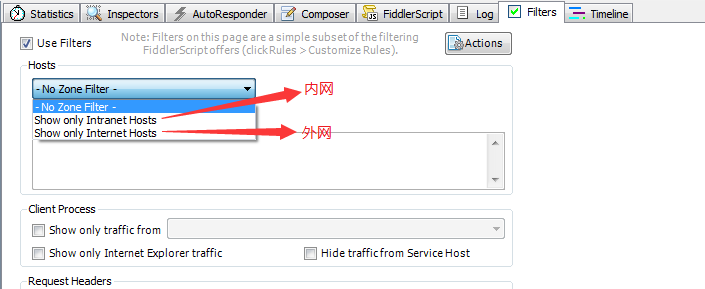 Statistics Inspectors AutoResponder Composer FiddlerScript Log Filters Timeline
Use Filters
Note: Filters on this page are a simple subset of the filtering
FiddlerScript offers (click Rules > Customize Rules).
Actions
Hosts
- No Zone Filter -
- No Zone Filter -
Show only Intranet Hosts
Show only Internet Hosts
内网
外网
Client Process
Show only traffic from
Show only Internet Explorer traffic
Hide traffic from Service Host
Request Headers